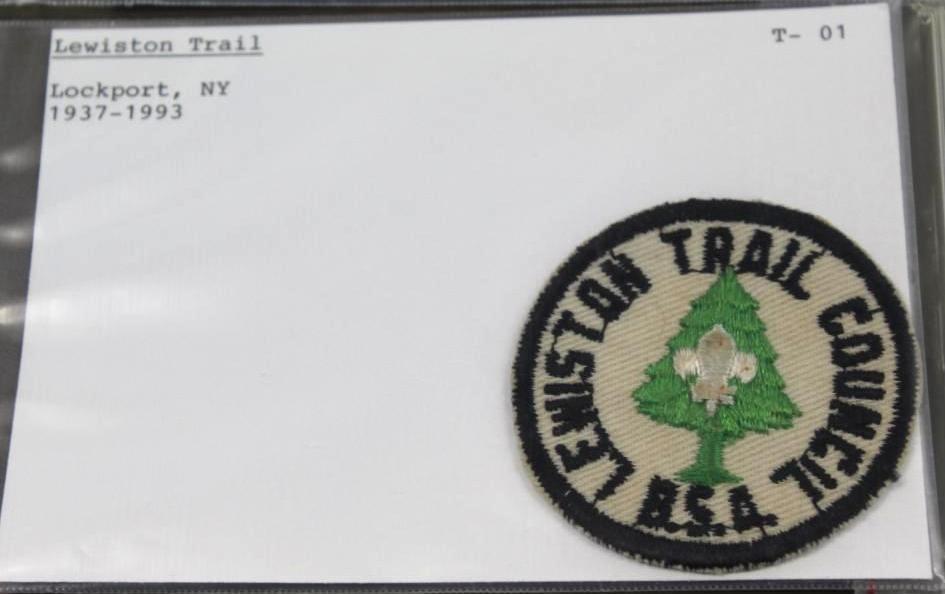 Lewiston Trail
T- 01
Lockport, NY
1937-1993
LEWISTON TRAIL COUNCIL
B.S.A.